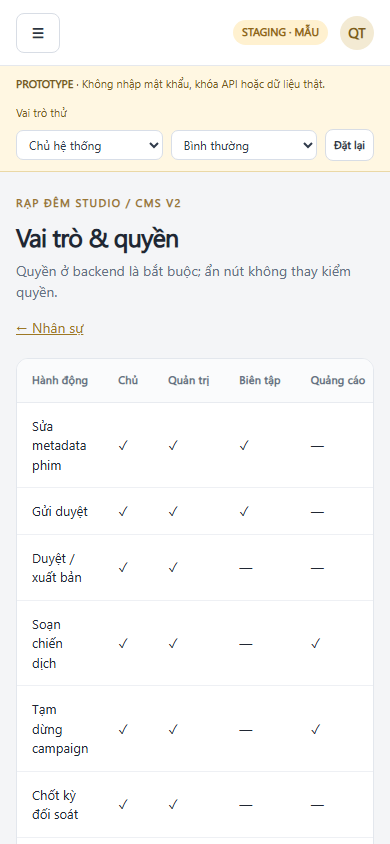 ☰ STAGING · MẪU QT
PROTOTYPE · Không nhập mật khẩu, khóa API hoặc dữ liệu thật.
Vai trò thử
Chủ hệ thống Bình thường Đặt lại
RẠP ĐÊM STUDIO / CMS V2
Vai trò & quyền
Quyền ở backend là bắt buộc; ẩn nút không thay kiểm
quyền.
← Nhân sự
Hành động Chủ Quản trị Biên tập Quảng cáo
Sửa
metadata
phim
✓ ✓ ✓ —
Gửi duyệt ✓ ✓ ✓ —
Duyệt /
xuất bản
✓ ✓ — —
Soạn
chiến
dịch
✓ ✓ — ✓
Tạm
dừng
campaign
✓ ✓ — ✓
Chốt kỳ
đối soát
✓ ✓ — —